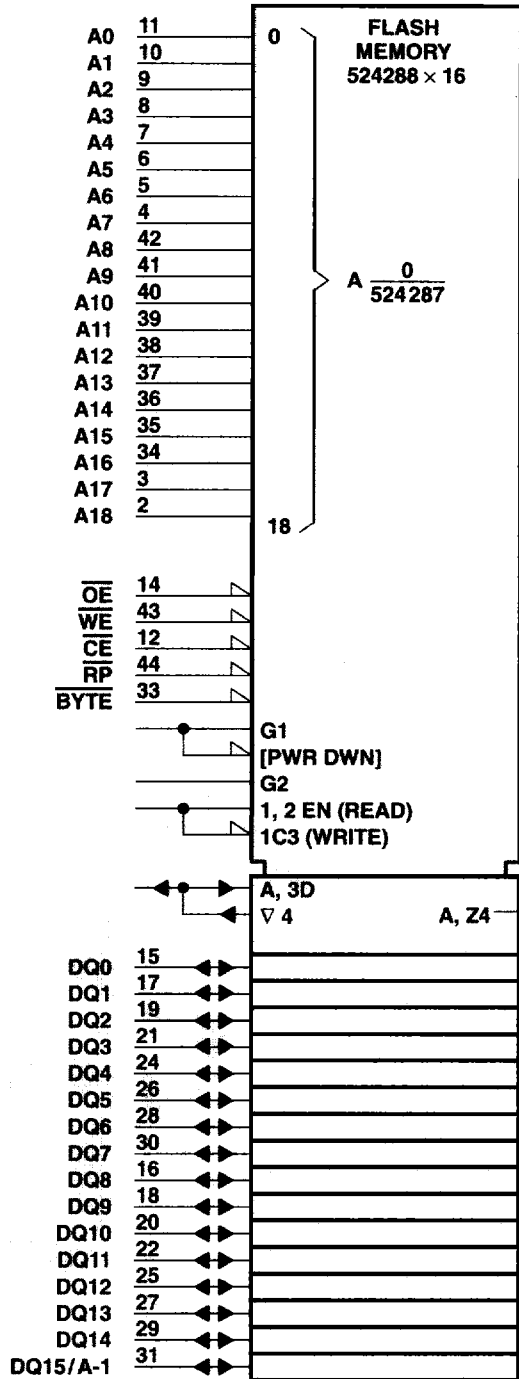 FLASH
MEMORY
524288 × 16
A0 11 0
A1 10
A2 9
A3 8
A4 7
A5 6
A6 5
A7 4
A8 42
A9 41
A10 40
A 0
524287
A11 39
A12 38
A13 37
A14 36
A15 35
A16 34
A17 3
A18 2 18
OE 14
WE 43
CE 12
RP 44
BYTE 33
G1
[PWR DWN]
G2
1, 2 EN (READ)
1C3 (WRITE)
A, 3D
∇ 4 A, Z4
DQ0 15
DQ1 17
DQ2 19
DQ3 21
DQ4 24
DQ5 26
DQ6 28
DQ7 30
DQ8 16
DQ9 18
DQ10 20
DQ11 22
DQ12 25
DQ13 27
DQ14 29
DQ15/A-1 31